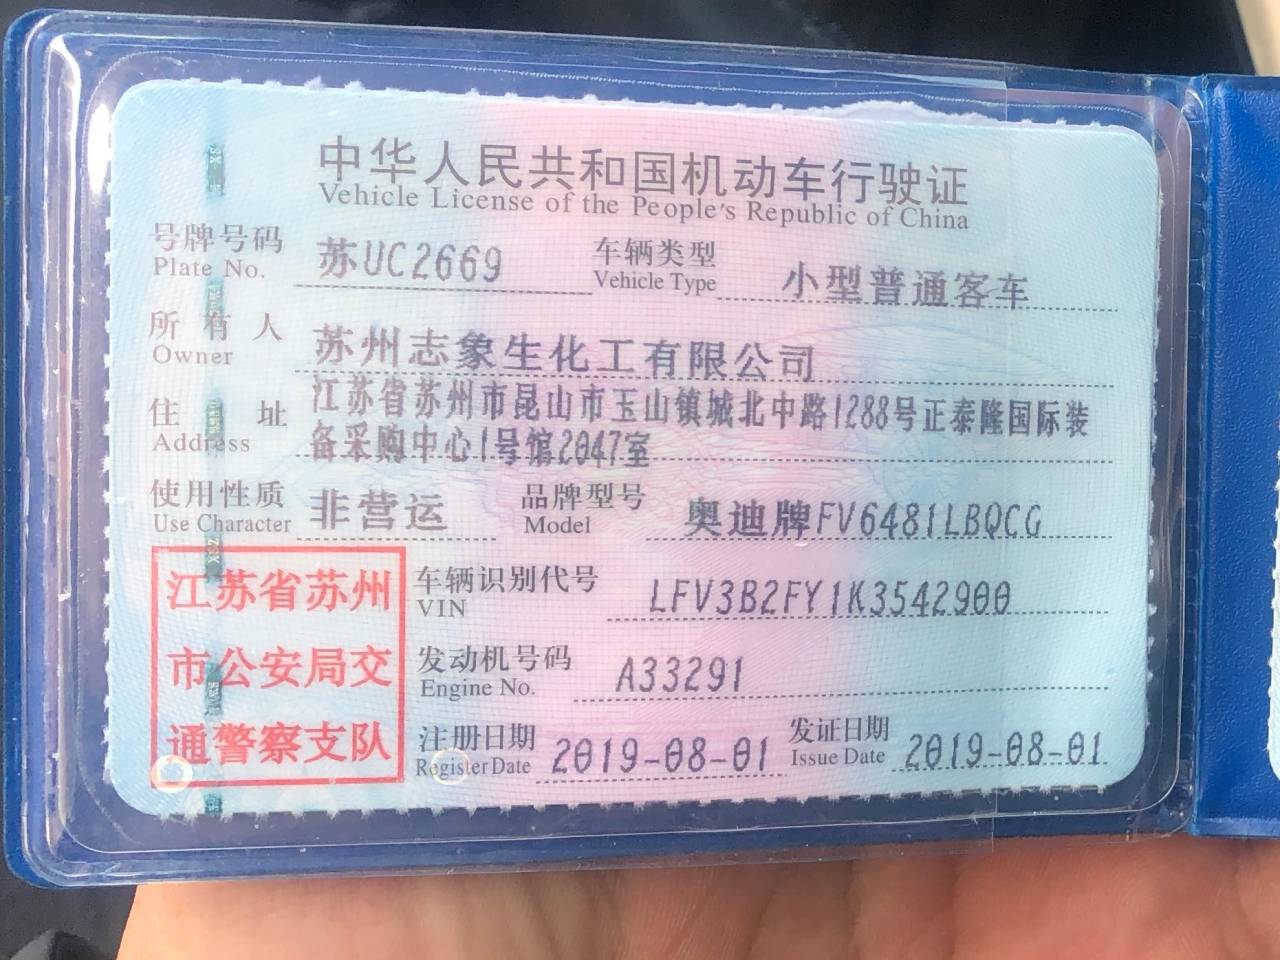 中华人民共和国机动车行驶证
Vehicle License of the People's Republic of China
号牌号码 苏UC2669 车辆类型 小型普通客车
Plate No. Vehicle Type
所有人 苏州志象生化工有限公司
Owner
住址 江苏省苏州市昆山市玉山镇城北中路1288号正泰隆国际装
Address 备采购中心1号馆2047室
使用性质 非营运 品牌型号 奥迪牌FV6481LBQCG
Use Character Model
江苏省苏州
市公安局交
通警察支队
车辆识别代号 LFV3B2FY1K3542900
VIN
发动机号码 A33291
Engine No.
注册日期 2019-08-01 发证日期 2019-08-01
Register Date Issue Date